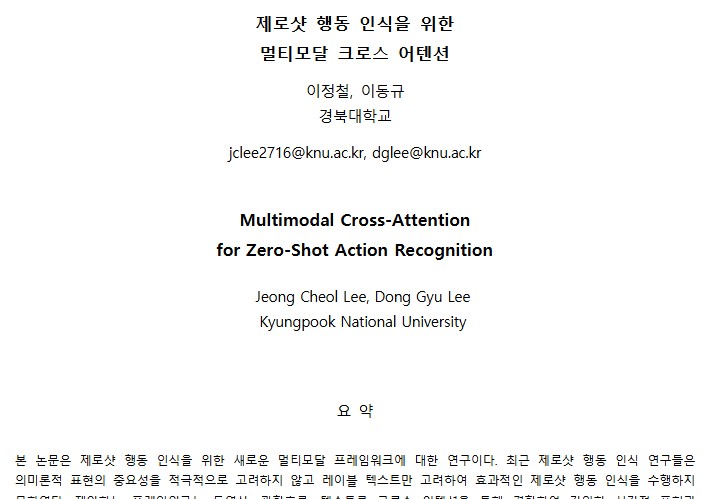 제로샷 행동 인식을 위한
멀티모달 크로스 어텐션
이정철, 이동규
경북대학교
jclee2716@knu.ac.kr, dglee@knu.ac.kr
Multimodal Cross-Attention
for Zero-Shot Action Recognition
Jeong Cheol Lee, Dong Gyu Lee
Kyungpook National University
요 약
본 논문은 제로샷 행동 인식을 위한 새로운 멀티모달 프레임워크에 대한 연구이다. 최근 제로샷 행동 인식 연구들은
의미론적 표현의 중요성을 적극적으로 고려하지 않고 레이블 텍스트만 고려하여 효과적인 제로샷 행동 인식을 수행하지